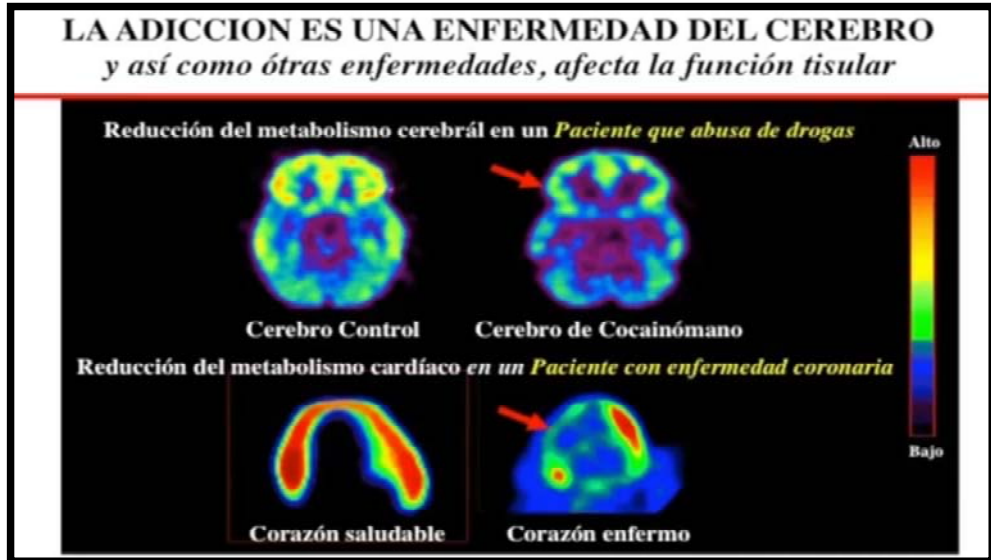 LA ADICCION ES UNA ENFERMEDAD DEL CEREBRO
y así como ótras enfermedades, afecta la función tisular
Reducción del metabolismo cerebrál en un Paciente que abusa de drogas
Alto
Cerebro Control
Cerebro de Cocainómano
Reducción del metabolismo cardíaco en un Paciente con enfermedad coronaria
Bajo
Corazón saludable
Corazón enfermo